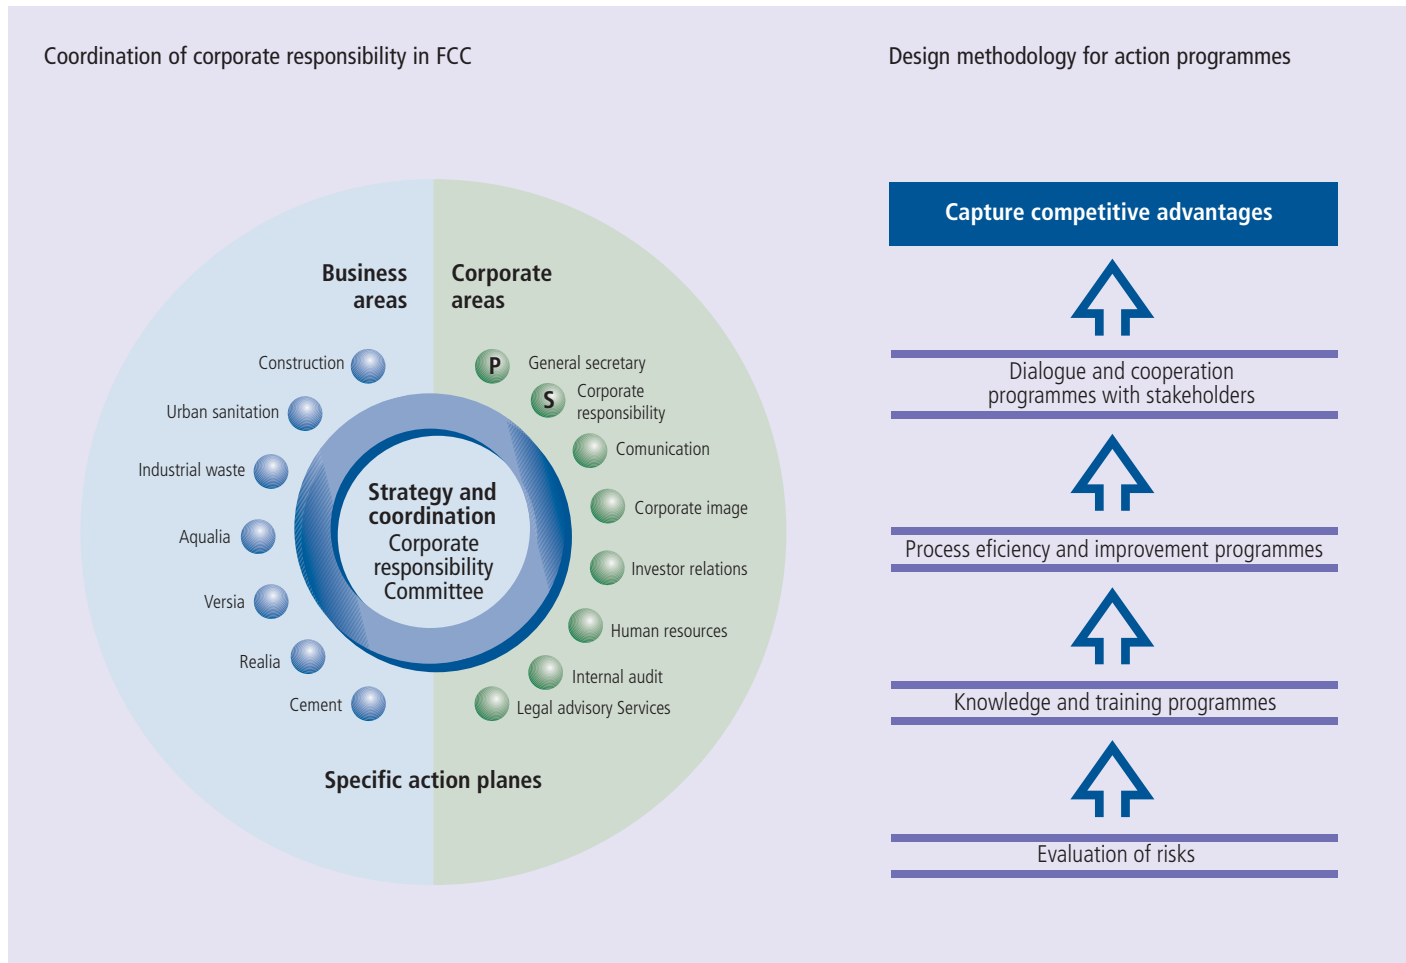 Coordination of corporate responsibility in FCC
Business
areas
Corporate
areas
Construction
Urban sanitation
Industrial waste
Aqualia
Versia
Realia
Cement
P
General secretary
S
Corporate
responsibility
Comunication
Corporate image
Investor relations
Human resources
Internal audit
Legal advisory Services
Strategy and
coordination
Corporate
responsibility
Committee
Specific action planes
Design methodology for action programmes
Capture competitive advantages
Dialogue and cooperation
programmes with stakeholders
Process eficiency and improvement programmes
Knowledge and training programmes
Evaluation of risks